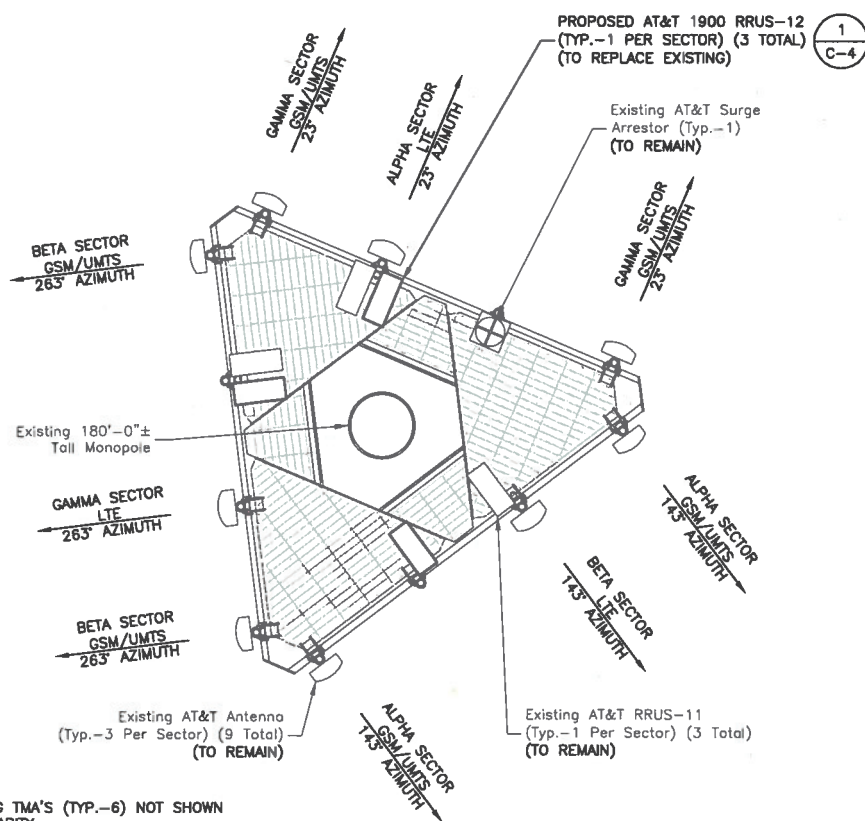 PROPOSED AT&T 1900 RRUS-12
(TYP.-1 PER SECTOR) (3 TOTAL)
(TO REPLACE EXISTING)
1
C-4
GAMMA SECTOR
GSM/UMTS
23° AZIMUTH
ALPHA SECTOR
LTE
23° AZIMUTH
Existing AT&T Surge
Arrestor (Typ.-1)
(TO REMAIN)
GAMMA SECTOR
GSM/UMTS
23° AZIMUTH
BETA SECTOR
GSM/UMTS
263° AZIMUTH
Existing 180'-0"±
Tall Monopole
GAMMA SECTOR
LTE
263° AZIMUTH
ALPHA SECTOR
GSM/UMTS
143° AZIMUTH
BETA SECTOR
LTE
143° AZIMUTH
BETA SECTOR
GSM/UMTS
263° AZIMUTH
Existing AT&T Antenna
(Typ.-3 Per Sector) (9 Total)
(TO REMAIN)
ALPHA SECTOR
GSM/UMTS
143° AZIMUTH
Existing AT&T RRUS-11
(Typ.-1 Per Sector) (3 Total)
(TO REMAIN)
TMA'S (TYP.-6) NOT SHOWN